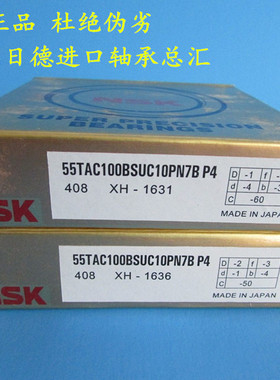 正品 杜绝伪劣
日德进口轴承总汇
NSK
SUPER PRECISION
BEARINGS
55TAC100BSUC10PN7B P4
408 XH - 1631
D -1 f -
d -4 b -3
C -60
MADE IN JAPAN
NSK
55TAC100BSUC10PN7B P4
408 XH - 1636
D -2 f -3
d -1 b -4
C -50
MADE IN JAPAN